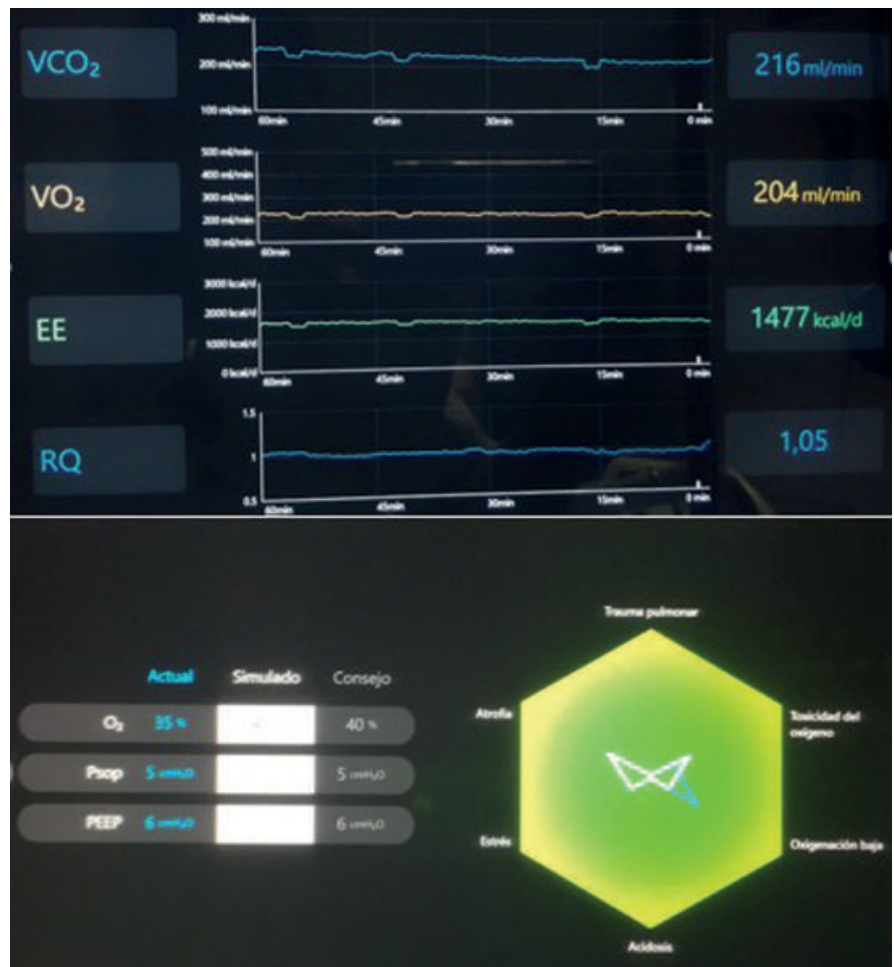 VCO₂
300 ml/min
200 ml/min
100 ml/min
60min 45min 30min 15min 0 min
216 ml/min
VO₂
500 ml/min
400 ml/min
300 ml/min
200 ml/min
100 ml/min
60min 45min 30min 15min 0 min
204 ml/min
EE
3000 kcal/d
2000 kcal/d
1000 kcal/d
0 kcal/d
60min 45min 30min 15min 0 min
1477 kcal/d
RQ
1.5
1
0.5
60min 45min 30min 15min 0 min
1,05
Actual Simulado Consejo
O₂ 35 % 40 %
Psop 5 cmH₂O 5 cmH₂O
PEEP 6 cmH₂O 6 cmH₂O
Trauma pulmonar
Atrofia
Toxicidad del
oxígeno
Estrés
Oxigenación baja
Acidosis